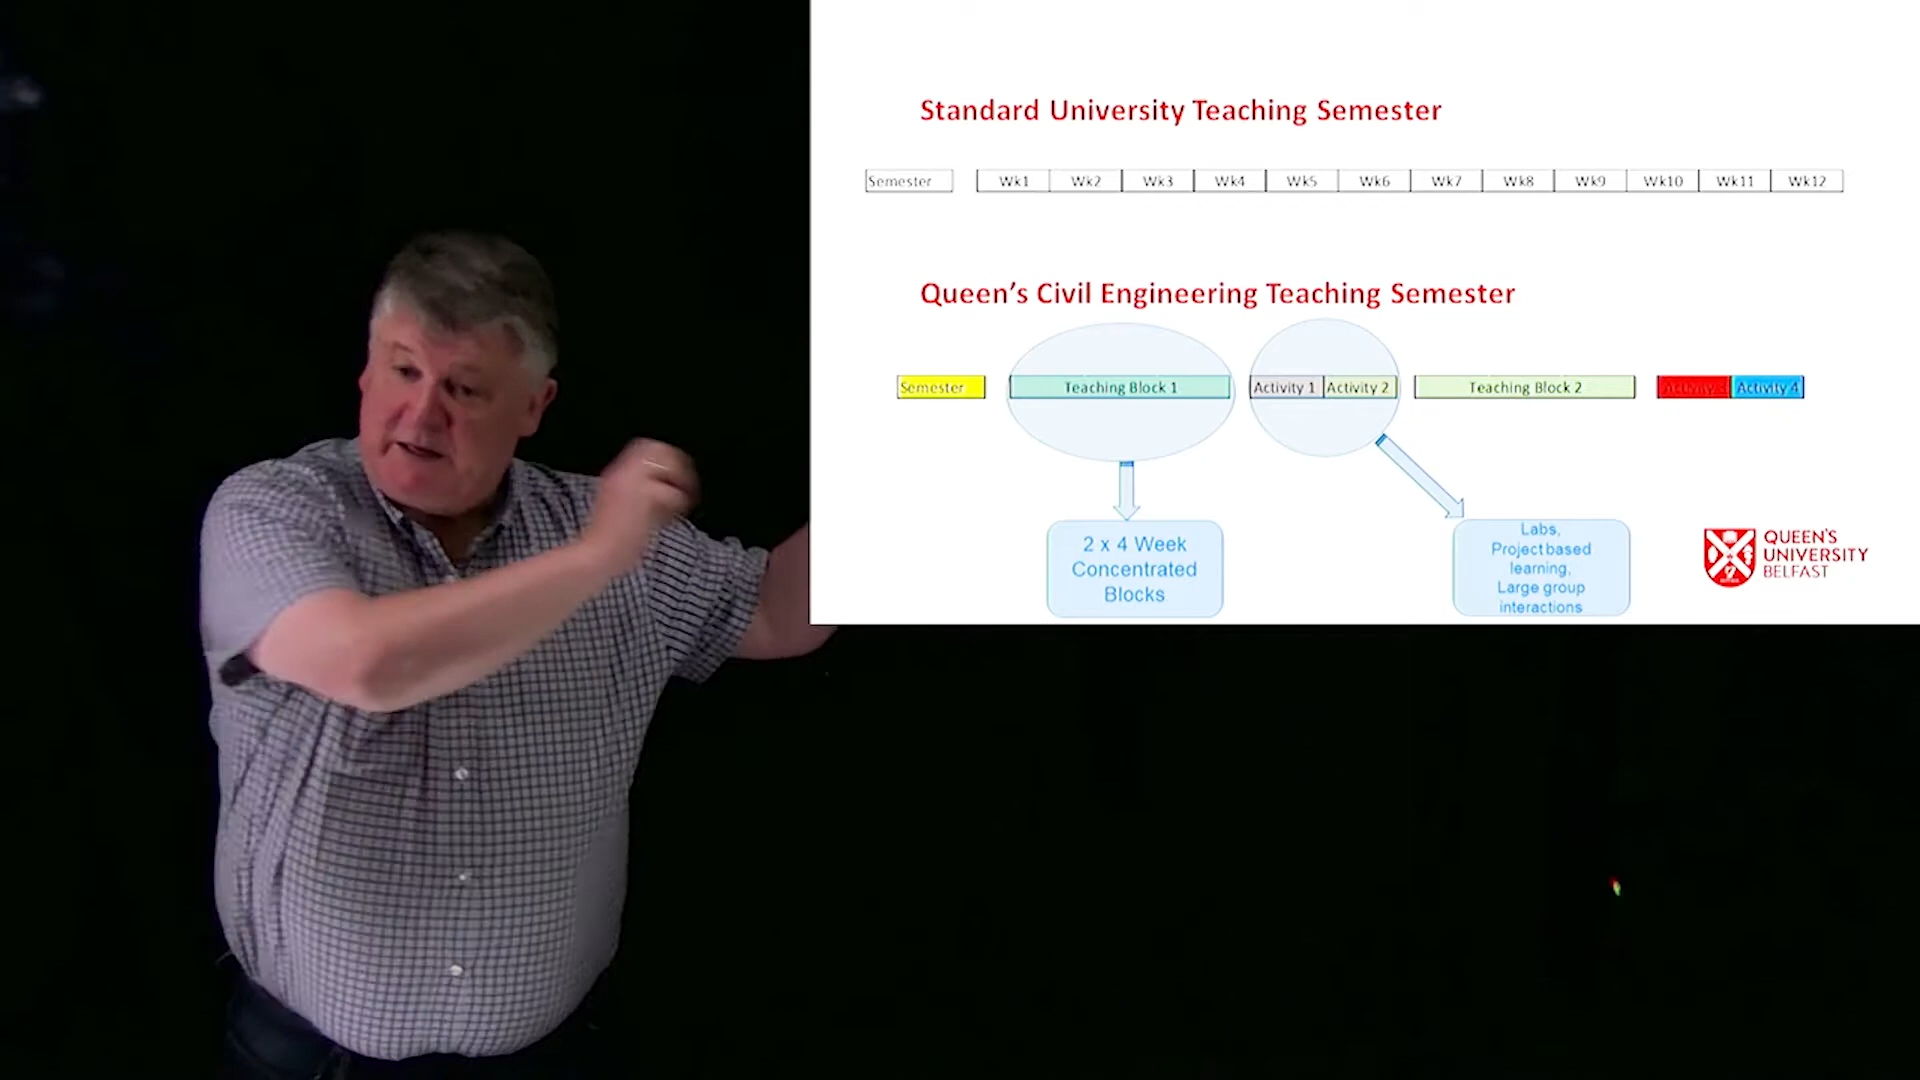 Standard University Teaching Semester
Semester Wk1 Wk2 Wk3 Wk4 Wk5 Wk6 Wk7 Wk8 Wk9 Wk10 Wk11 Wk12
Queen's Civil Engineering Teaching Semester
Semester Teaching Block 1 Activity 1 Activity 2 Teaching Block 2 Activity 4
2 x 4 Week
Concentrated
Blocks
Labs,
Project based
learning,
Large group
interactions
QUEEN'S
UNIVERSITY
BELFAST